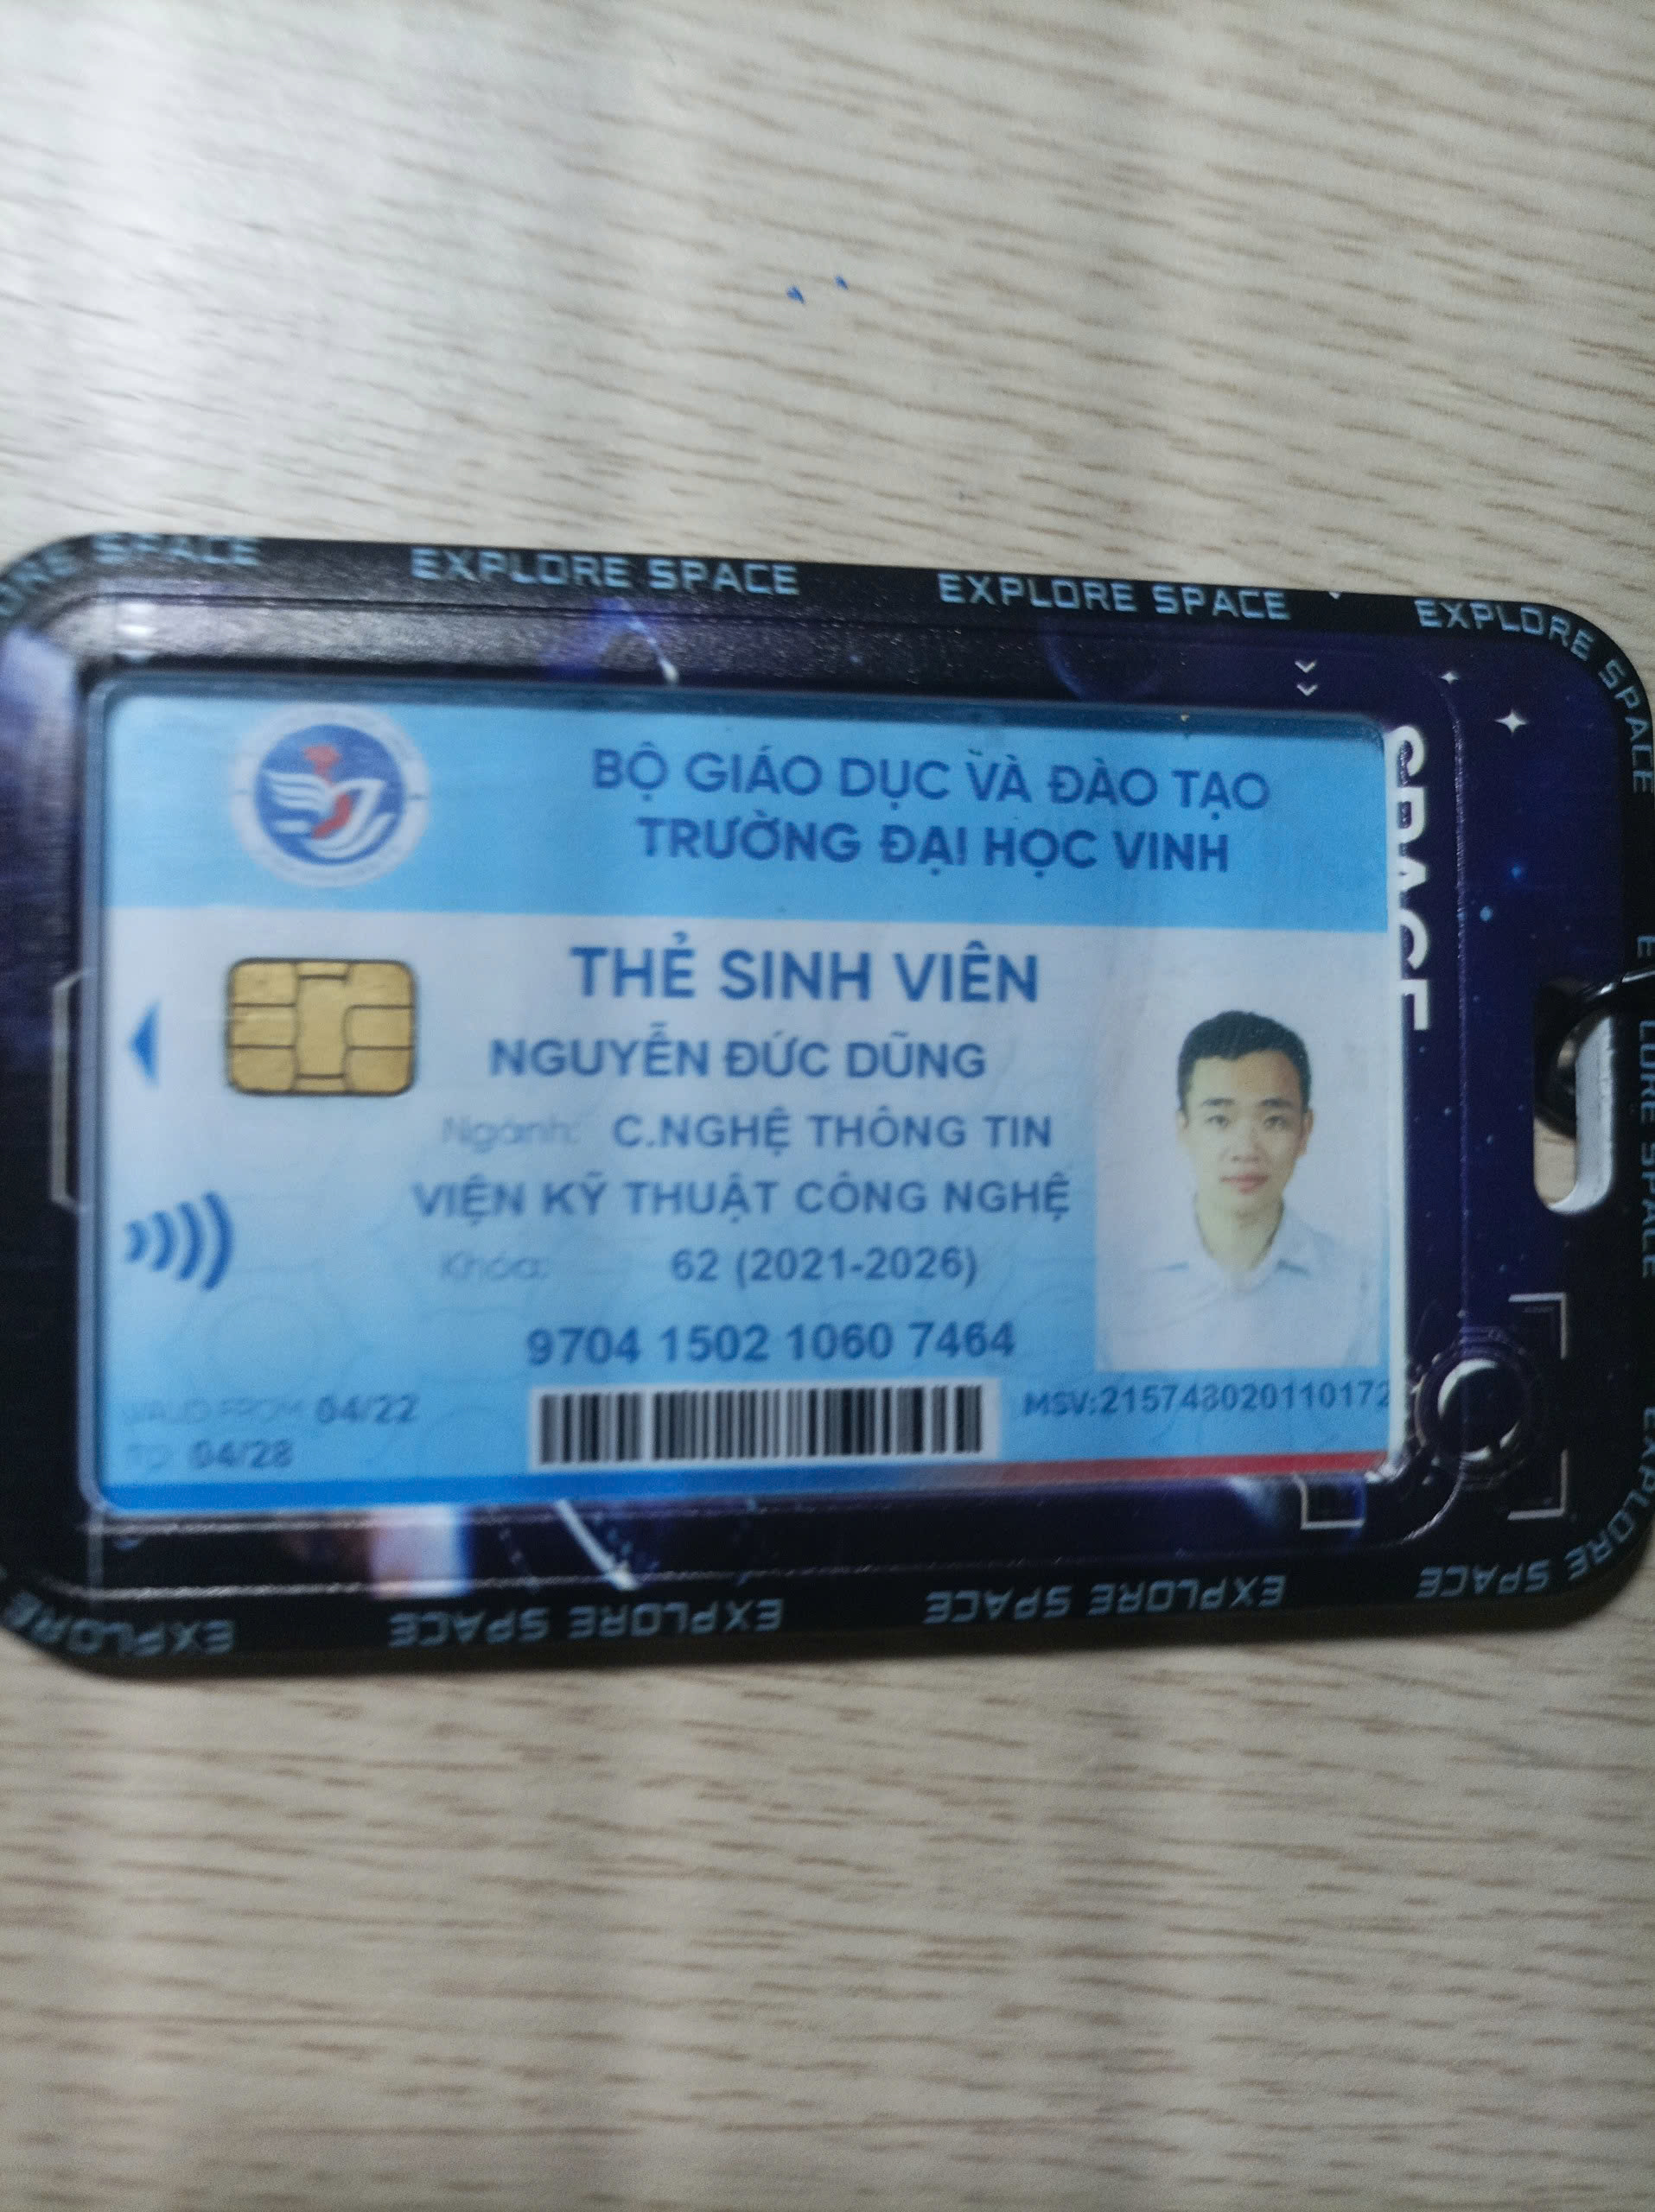 EXPLORE SPACE
EXPLORE SPACE
EXPLORE SPACE
SPACE
BỘ GIÁO DỤC VÀ ĐÀO TẠO
TRƯỜNG ĐẠI HỌC VINH
THẺ SINH VIÊN
NGUYỄN ĐỨC DŨNG
Ngành: C.NGHỆ THÔNG TIN
VIỆN KỸ THUẬT CÔNG NGHỆ
Khóa: 62 (2021-2026)
9704 1502 1060 7464
VALID FROM 04/22
TO 04/28
MSV:215748020110172
SPACE
EXPLORE SPACE
EXPLORE SPACE
EXPLORE SPACE
EXPLORE